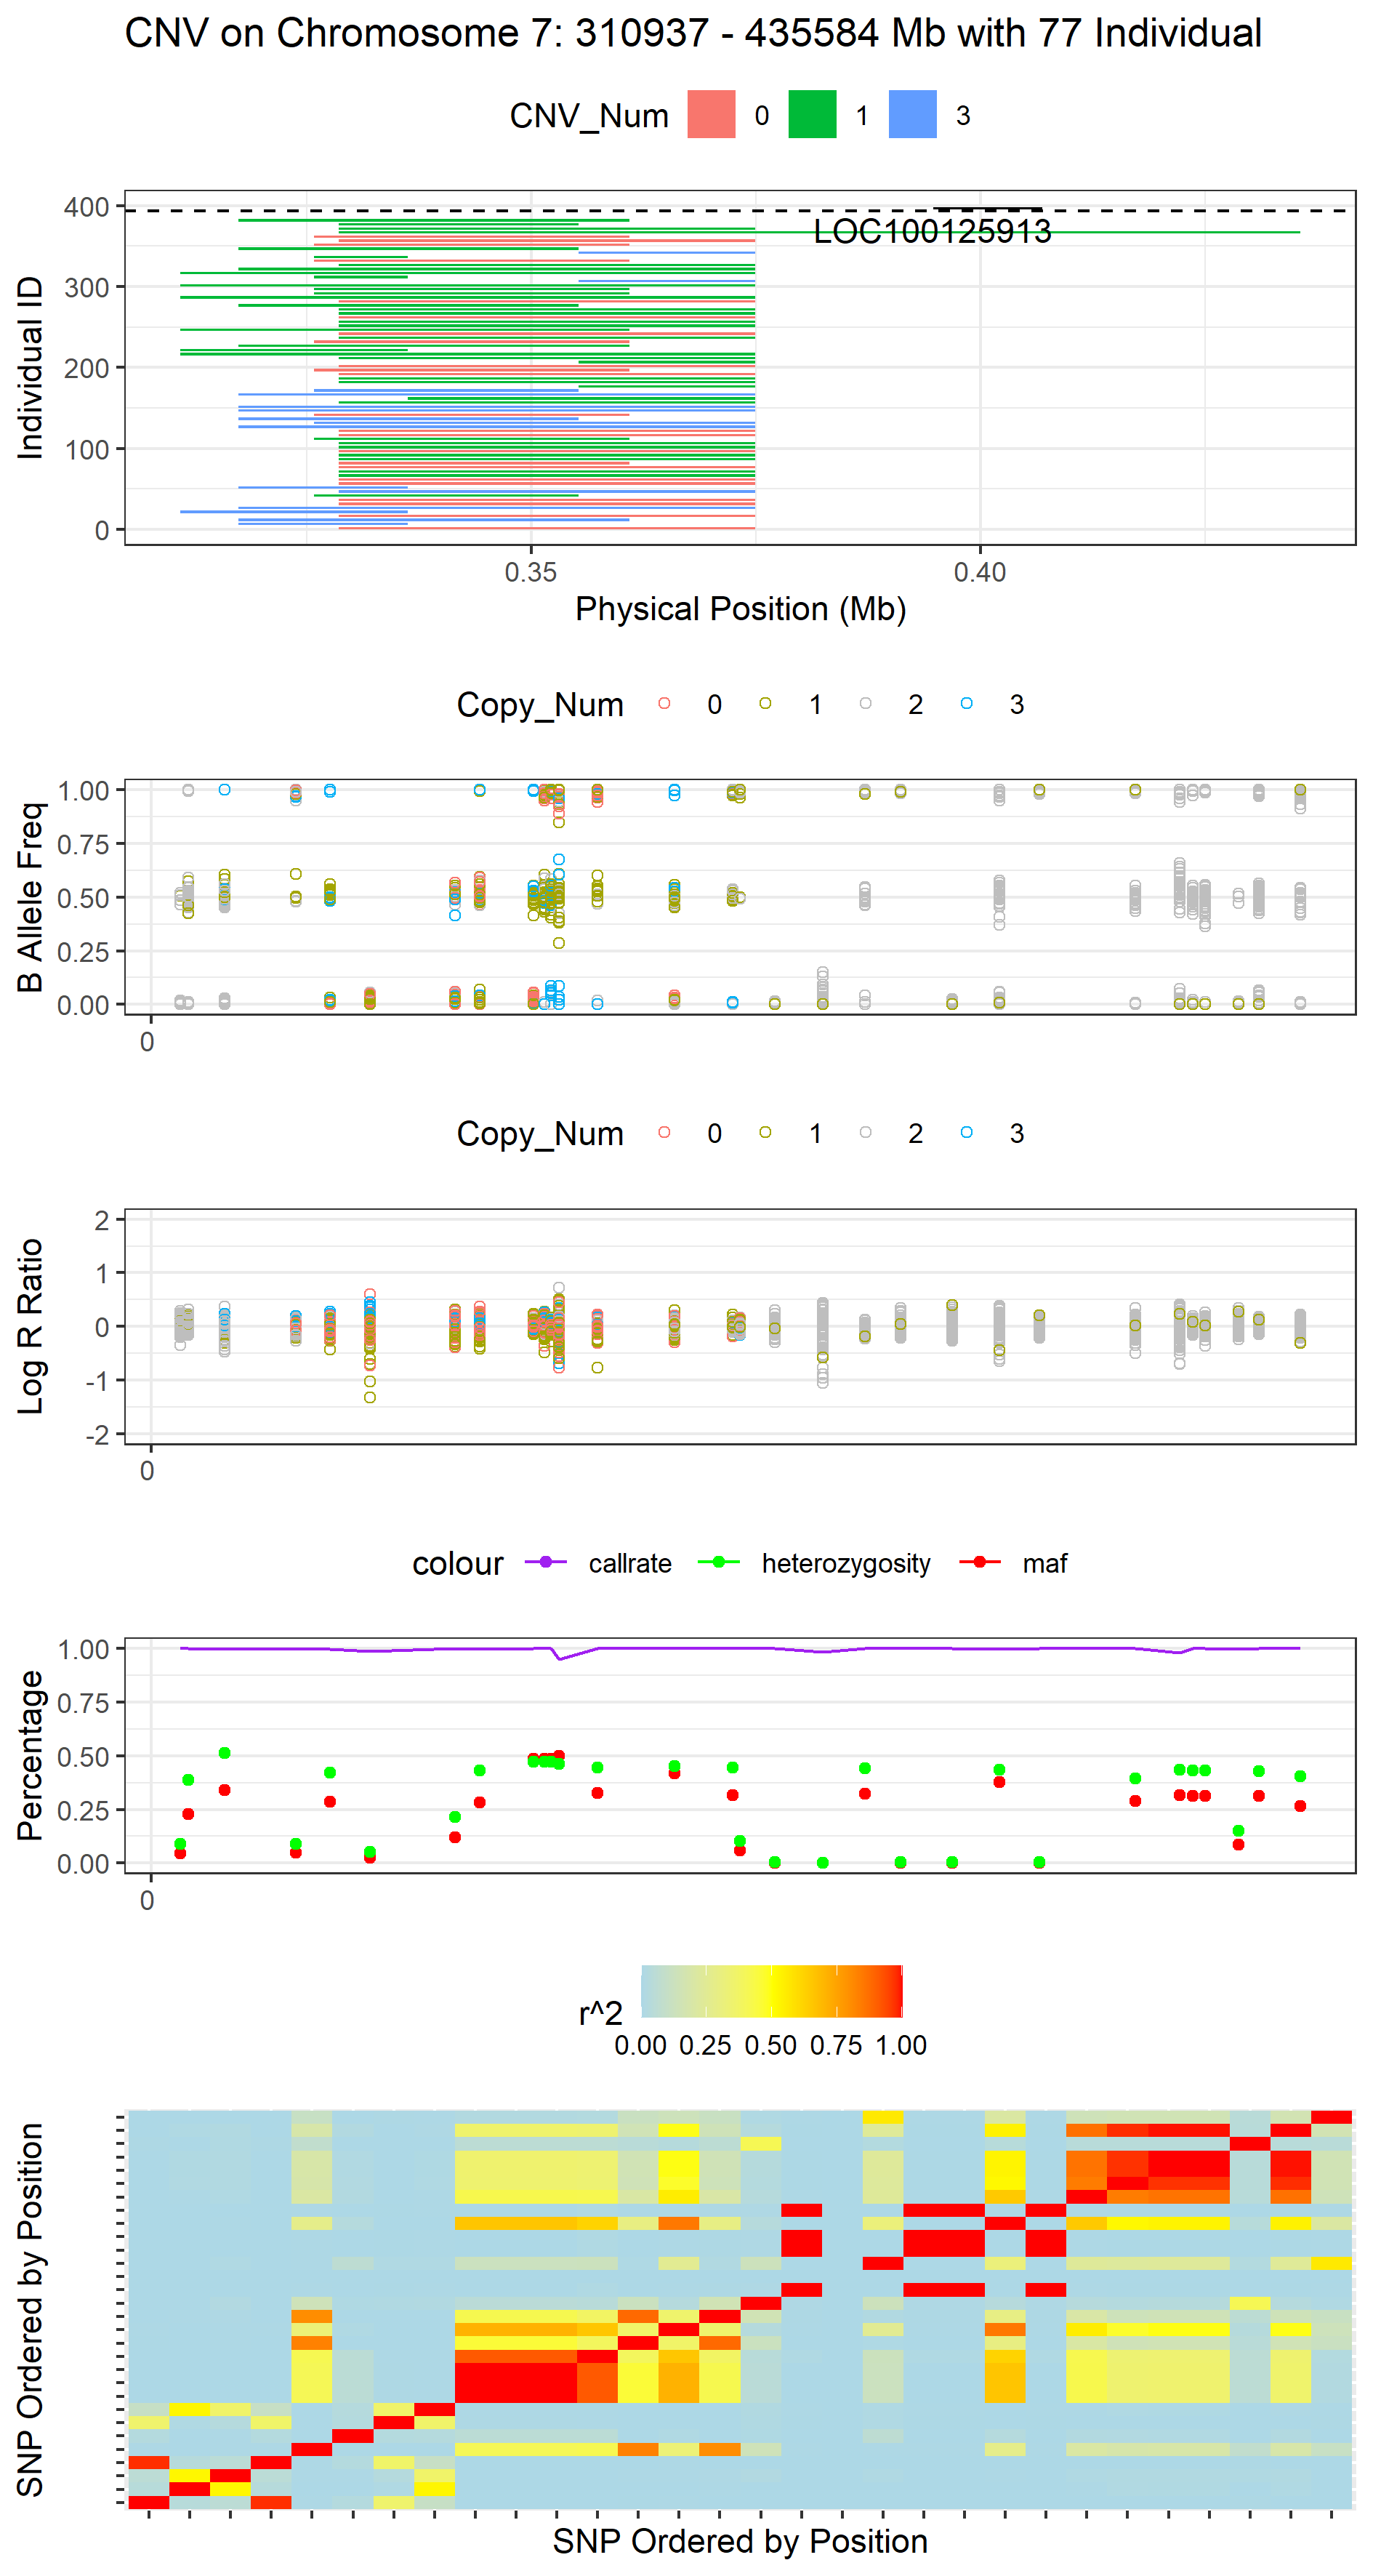 CNV on Chromosome 7: 310937 - 435584 Mb with 77 Individual
CNV_Num 0 1 3
400
300
200
100
0
Individual ID
LOC100125913
0.35 0.40
Physical Position (Mb)
Copy_Num 0 1 2 3
1.00
0.75
0.50
0.25
0.00
B Allele Freq
0
Copy_Num 0 1 2 3
2
1
0
-1
-2
Log R Ratio
0
colour callrate heterozygosity maf
1.00
0.75
0.50
0.25
0.00
Percentage
0
r^2
0.00 0.25 0.50 0.75 1.00
SNP Ordered by Position
SNP Ordered by Position